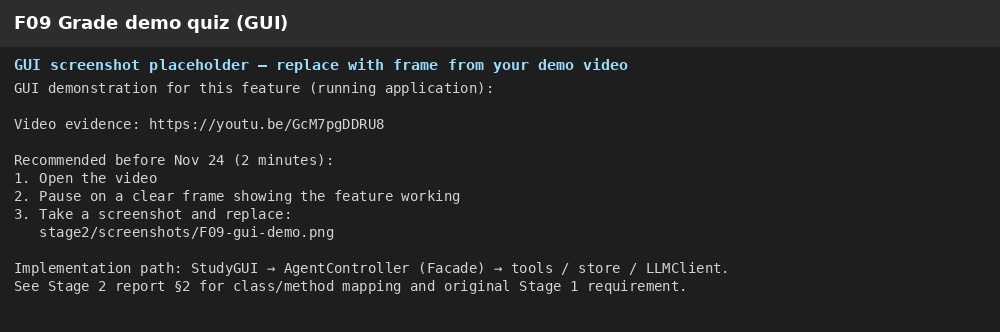 F09 Grade demo quiz (GUI)
GUI screenshot placeholder — replace with frame from your demo video
GUI demonstration for this feature (running application):
Video evidence: https://youtu.be/GcM7pgDDRU8
Recommended before Nov 24 (2 minutes):
1. Open the video
2. Pause on a clear frame showing the feature working
3. Take a screenshot and replace:
stage2/screenshots/F09-gui-demo.png
Implementation path: StudyGUI → AgentController (Facade) → tools / store / LLMClient.
See Stage 2 report §2 for class/method mapping and original Stage 1 requirement.